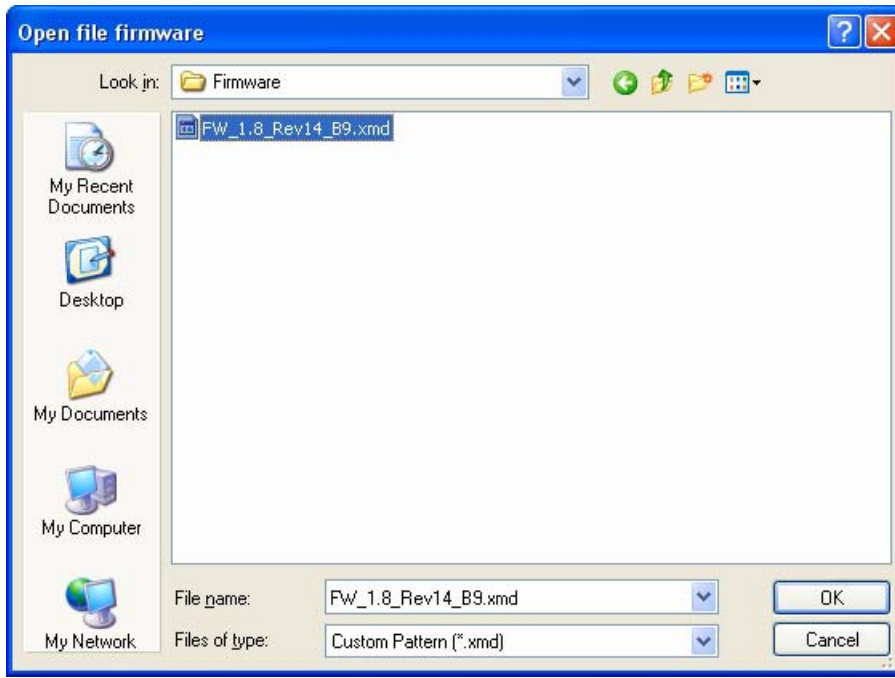 Open file firmware
Look in: Firmware
FW_1.8_Rev14_B9.xmd
My Recent
Documents
Desktop
My Documents
My Computer
My Network
File name: FW_1.8_Rev14_B9.xmd OK
Files of type: Custom Pattern (*.xmd) Cancel